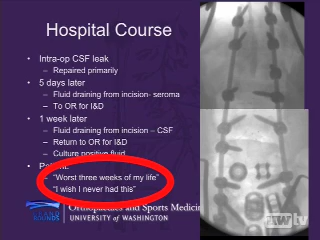 Hospital Course
• Intra-op CSF leak
– Repaired primarily
• 5 days later
– Fluid draining from incision- seroma
– To OR for I&D
• 1 week later
– Fluid draining from incision – CSF
– Return to OR for I&D
– Culture positive fluid
– "Worst three weeks of my life"
– "I wish I never had this"
Orthopaedics and Sports Medicine
UNIVERSITY of WASHINGTON